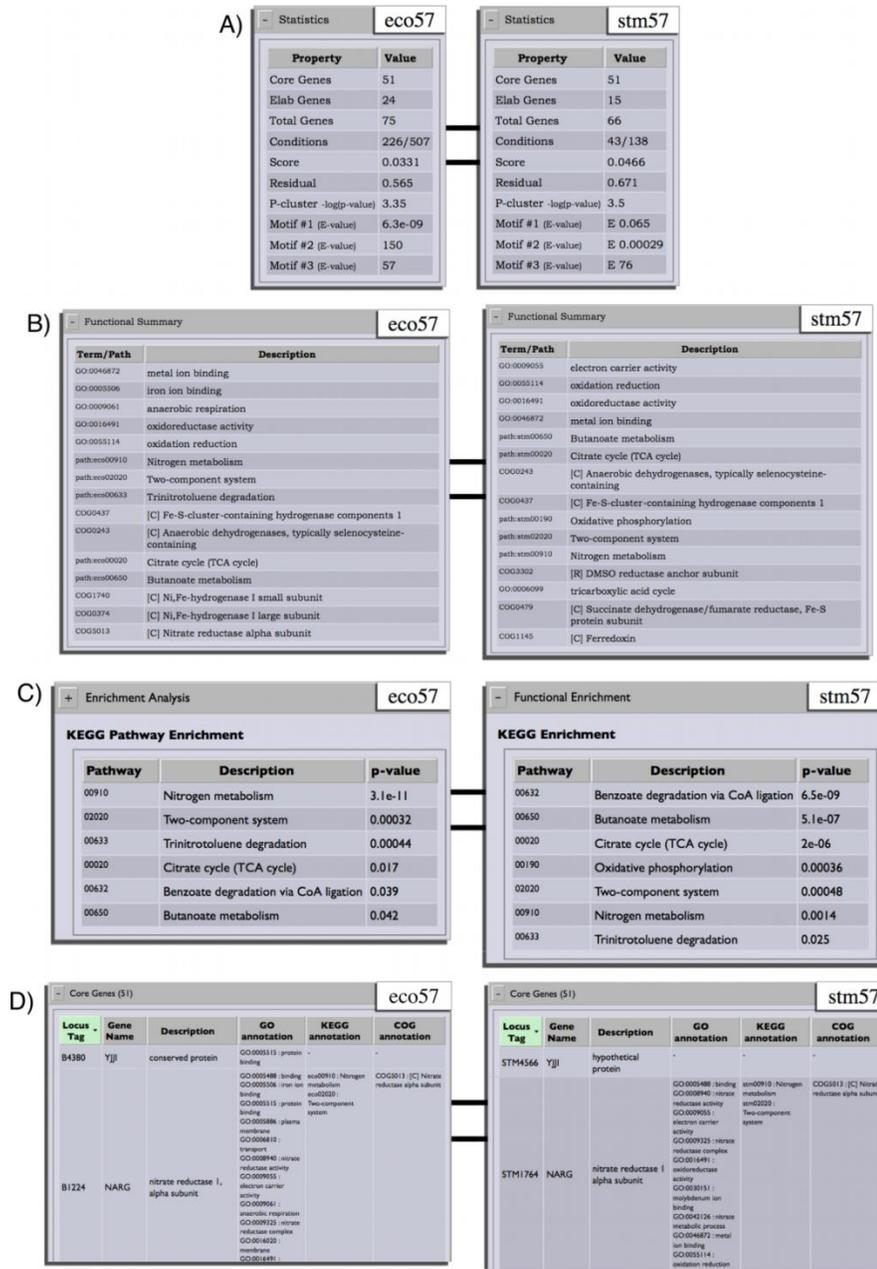 A)
Statistics eco57
Property Value
Core Genes 51
Elab Genes 24
Total Genes 75
Conditions 226/507
Score 0.0331
Residual 0.565
P-cluster -log(p-value) 3.35
Motif #1 (E-value) 6.3e-09
Motif #2 (E-value) 150
Motif #3 (E-value) 57
Statistics stm57
Property Value
Core Genes 51
Elab Genes 15
Total Genes 66
Conditions 43/138
Score 0.0466
Residual 0.671
P-cluster -log(p-value) 3.5
Motif #1 (E-value) E 0.065
Motif #2 (E-value) E 0.00029
Motif #3 (E-value) E 76
B)
Functional Summary eco57
Term/Path Description
GO:0046872 metal ion binding
GO:0005506 iron ion binding
GO:0009061 anaerobic respiration
GO:0016491 oxidoreductase activity
GO:0055114 oxidation reduction
path:eco00910 Nitrogen metabolism
path:eco02020 Two-component system
path:eco00633 Trinitrotoluene degradation
COG0437 [C] Fe-S-cluster-containing hydrogenase components 1
COG0243 [C] Anaerobic dehydrogenases, typically selenocysteine-
containing
path:eco00020 Citrate cycle (TCA cycle)
path:eco00650 Butanoate metabolism
COG1740 [C] Ni,Fe-hydrogenase I small subunit
COG0374 [C] Ni,Fe-hydrogenase I large subunit
COG5013 [C] Nitrate reductase alpha subunit
Functional Summary stm57
Term/Path Description
GO:0009055 electron carrier activity
GO:0055114 oxidation reduction
GO:0016491 oxidoreductase activity
GO:0046872 metal ion binding
path:stm00650 Butanoate metabolism
path:stm00020 Citrate cycle (TCA cycle)
COG0243 [C] Anaerobic dehydrogenases, typically selenocysteine-
containing
COG0437 [C] Fe-S-cluster-containing hydrogenase components 1
path:stm00190 Oxidative phosphorylation
path:stm02020 Two-component system
path:stm00910 Nitrogen metabolism
COG3302 [R] DMSO reductase anchor subunit
GO:0006099 tricarboxylic acid cycle
COG0479 [C] Succinate dehydrogenase/fumarate reductase, Fe-S
protein subunit
COG1145 [C] Ferredoxin
C)
+ Enrichment Analysis eco57
KEGG Pathway Enrichment
Pathway Description p-value
00910 Nitrogen metabolism 3.1e-11
02020 Two-component system 0.00032
00633 Trinitrotoluene degradation 0.00044
00020 Citrate cycle (TCA cycle) 0.017
00632 Benzoate degradation via CoA ligation 0.039
00650 Butanoate metabolism 0.042
Functional Enrichment stm57
KEGG Enrichment
Pathway Description p-value
00632 Benzoate degradation via CoA ligation 6.5e-09
00650 Butanoate metabolism 5.1e-07
00020 Citrate cycle (TCA cycle) 2e-06
00190 Oxidative phosphorylation 0.00036
02020 Two-component system 0.00048
00910 Nitrogen metabolism 0.0014
00633 Trinitrotoluene degradation 0.025
D)
Core Genes (51) eco57
Locus Tag Gene Name Description GO annotation KEGG annotation COG annotation
B4380 YJJI conserved protein GO:0005515 : protein binding - -
B1224 NARG nitrate reductase 1, alpha subunit
GO:0005488 : binding
GO:0005506 : iron ion
binding
GO:0005515 : protein
binding
GO:0005886 : plasma
membrane
GO:0006810 :
transport
GO:0008940 : nitrate
reductase activity
GO:0009055 :
electron carrier
activity
GO:0009061 :
anaerobic respiration
GO:0009325 : nitrate
reductase complex
GO:0016020 :
membrane
GO:0016491 :
eco00910 : Nitrogen
metabolism
eco02020 :
Two-component
system
COG5013 : [C] Nitrate
reductase alpha subunit
Core Genes (51) stm57
Locus Tag Gene Name Description GO annotation KEGG annotation COG annotation
STM4566 YJJI hypothetical protein - - -
STM1764 NARG nitrate reductase 1 alpha subunit
GO:0005488 : binding
GO:0008940 : nitrate
reductase activity
GO:0009055 :
electron carrier
activity
GO:0009325 : nitrate
reductase complex
GO:0016491 :
oxidoreductase
activity
GO:0030151 :
molybdenum ion
binding
GO:0042126 : nitrate
metabolic process
GO:0046872 : metal
ion binding
GO:0055114 :
oxidation reduction
stm00910 : Nitrogen
metabolism
stm02020 :
Two-component
system
COG5013 : [C] Nitrate
reductase alpha subunit